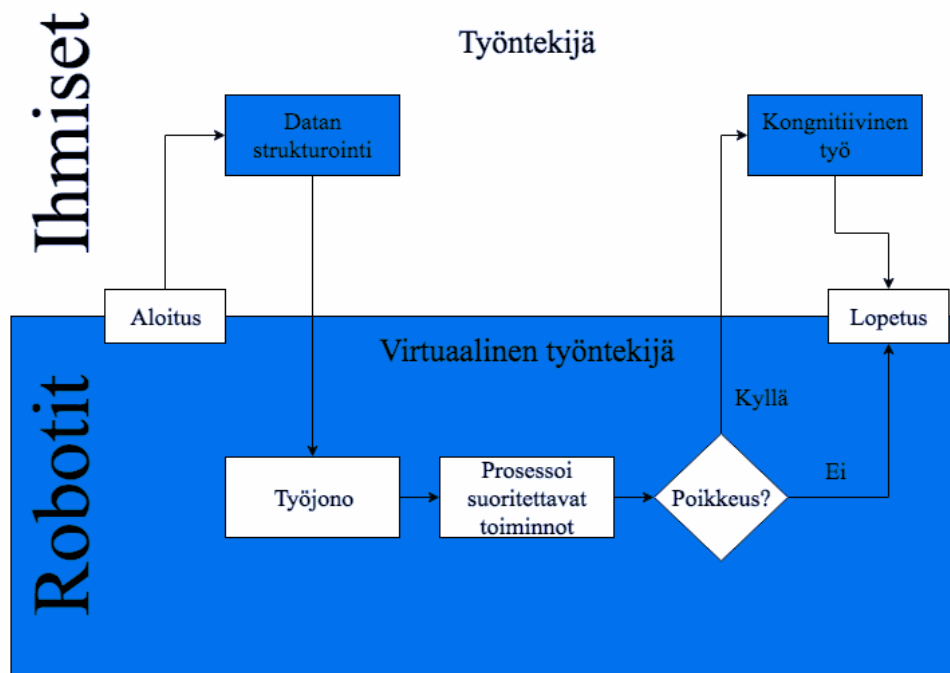 Ihmiset
Työntekijä
Datan
strukturointi
Kongnitiivinen
työ
Aloitus
Lopetus
Robotit
Virtuaalinen työntekijä
Kyllä
Työjono
Prosessoi
suoritettavat
toiminnot
Poikkeus?
Ei